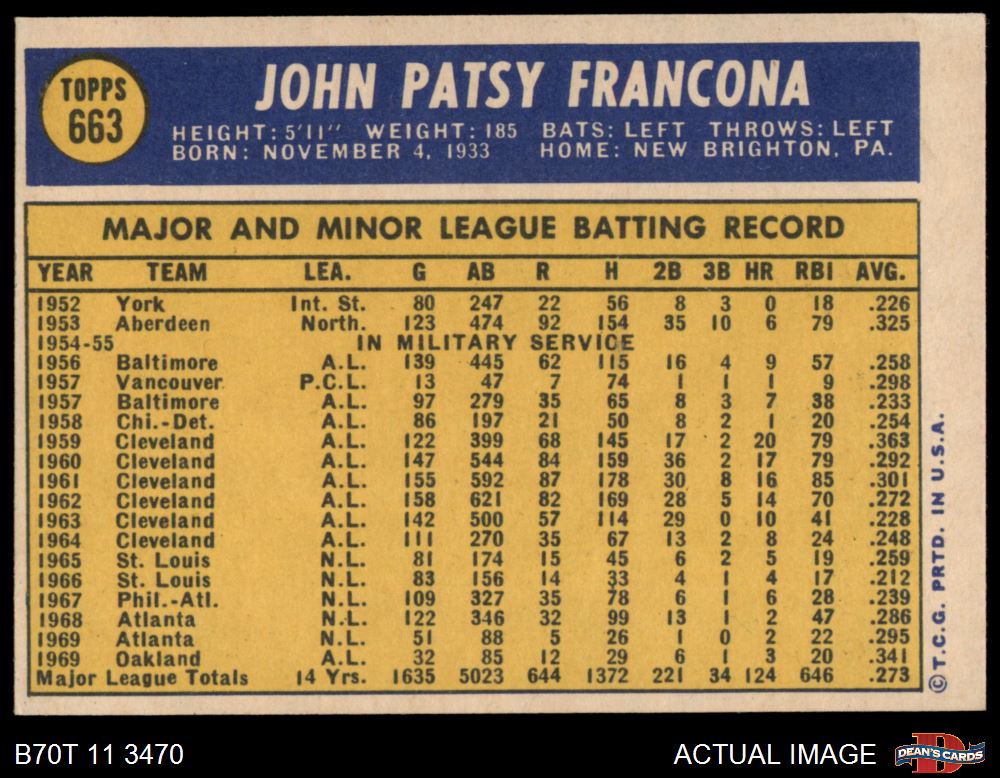 TOPPS
663
JOHN PATSY FRANCONA
HEIGHT: 5'11" WEIGHT: 185 BATS: LEFT THROWS: LEFT
BORN: NOVEMBER 4, 1933 HOME: NEW BRIGHTON, PA.
MAJOR AND MINOR LEAGUE BATTING RECORD
YEAR TEAM LEA. G AB R H 2B 3B HR RBI AVG.
1952 York Int. St. 80 247 22 56 8 3 0 18 .226
1953 Aberdeen North. 123 474 92 154 35 10 6 79 .325
1954-55 IN MILITARY SERVICE
1956 Baltimore A.L. 139 445 62 115 16 4 9 57 .258
1957 Vancouver P.C.L. 13 47 7 74 1 1 1 9 .298
1957 Baltimore A.L. 97 279 35 65 8 3 7 38 .233
1958 Chi.-Det. A.L. 86 197 21 50 8 2 1 20 .254
1959 Cleveland A.L. 122 399 68 145 17 2 20 79 .363
1960 Cleveland A.L. 147 544 84 159 36 2 17 79 .292
1961 Cleveland A.L. 155 592 87 178 30 8 16 85 .301
1962 Cleveland A.L. 158 621 82 169 28 5 14 70 .272
1963 Cleveland A.L. 142 500 57 114 29 0 10 41 .228
1964 Cleveland A.L. 111 270 35 67 13 2 8 24 .248
1965 St. Louis N.L. 81 174 15 45 6 2 5 19 .259
1966 St. Louis N.L. 83 156 14 33 4 1 4 17 .212
1967 Phil.-Atl. N.L. 109 327 35 78 6 1 6 28 .239
1968 Atlanta N.L. 122 346 32 99 13 1 2 47 .286
1969 Atlanta N.L. 51 88 5 26 1 0 2 22 .295
1969 Oakland A.L. 32 85 12 29 6 1 3 20 .341
Major League Totals 14 Yrs. 1635 5023 644 1372 221 34 124 646 .273
©T.C.G. PRTD. IN U.S.A.
B70T 11 3470
ACTUAL IMAGE
DEAN'S CARDS